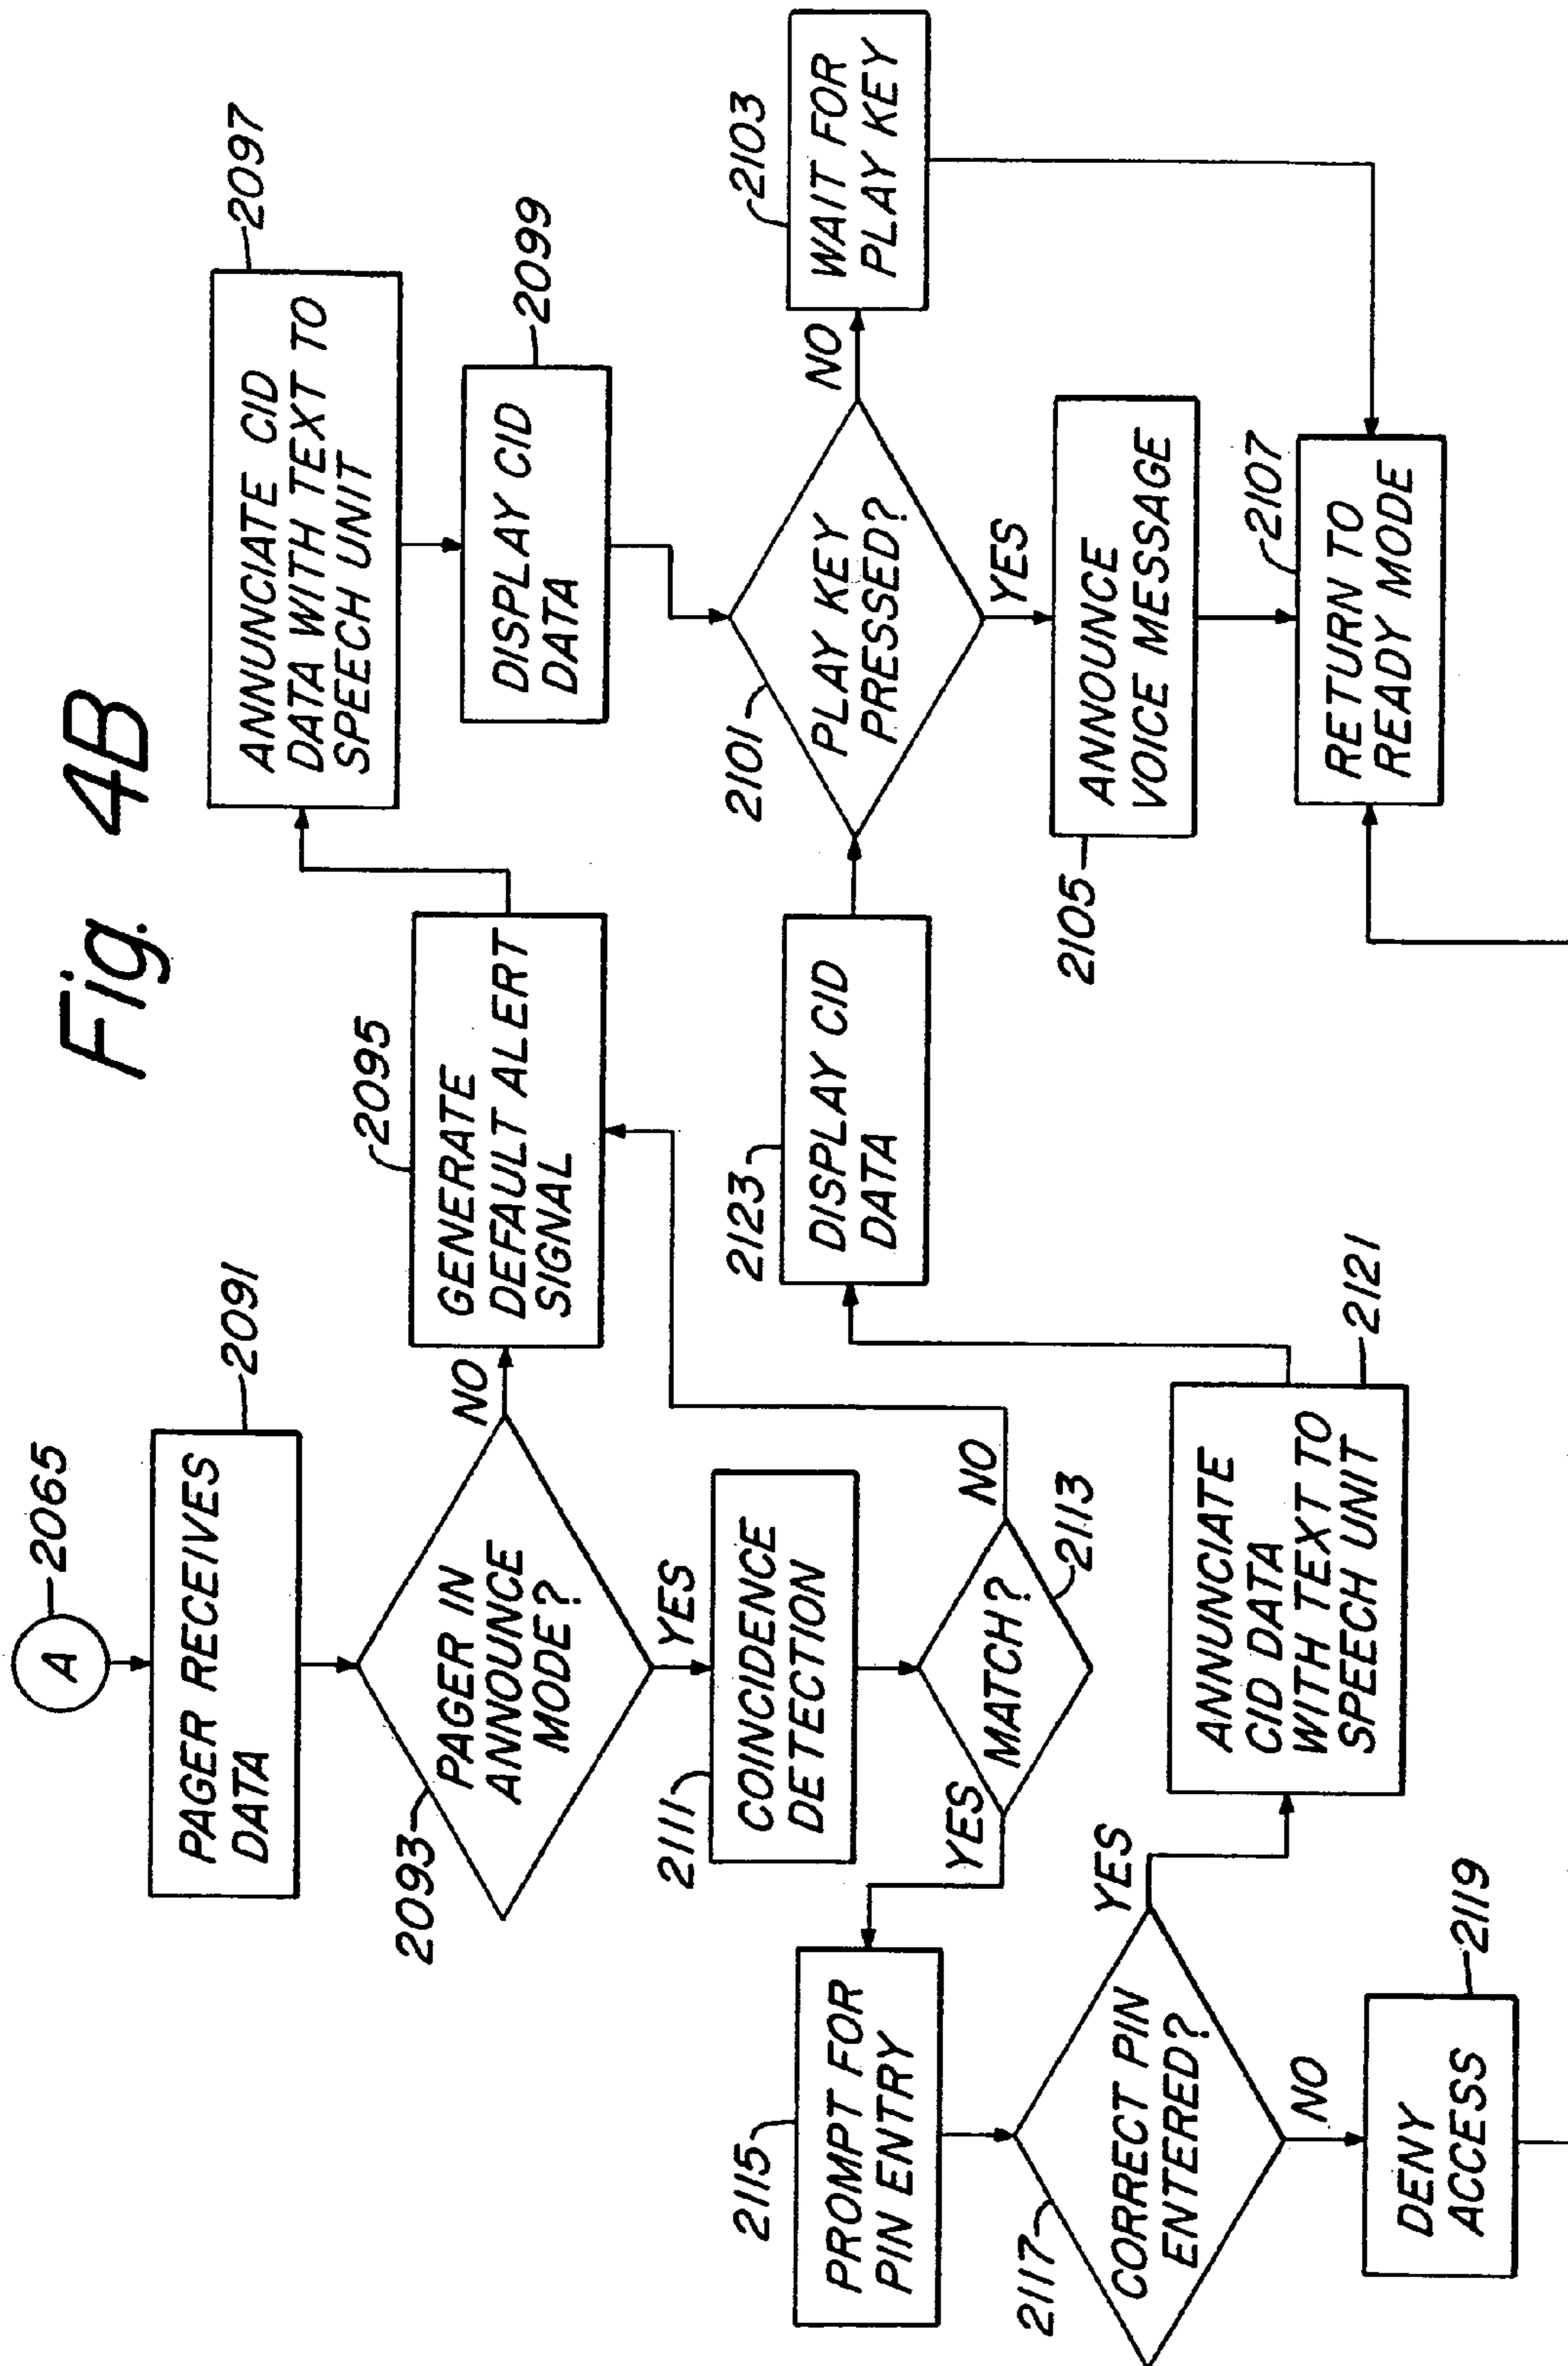 Fig. 4B
A
2065
PAGER RECEIVES
DATA
2091
PAGER IN
ANNOUNCE
MODE?
2093
NO
YES
GENERATE
DEFAULT ALERT
SIGNAL
2095
ANNUNCIATE CID
DATA WITH TEXT TO
SPEECH UNIT
2097
DISPLAY CID
DATA
2099
COINCIDENCE
DETECTION
2111
MATCH?
2113
NO
YES
PROMPT FOR
PIN ENTRY
2115
CORRECT PIN
ENTERED?
2117
YES
NO
DENY
ACCESS
2119
ANNUNCIATE
CID DATA
WITH TEXT TO
SPEECH UNIT
2121
DISPLAY CID
DATA
2123
PLAY KEY
PRESSED?
2101
NO
YES
WAIT FOR
PLAY KEY
2103
ANNOUNCE
VOICE MESSAGE
2105
RETURN TO
READY MODE
2107